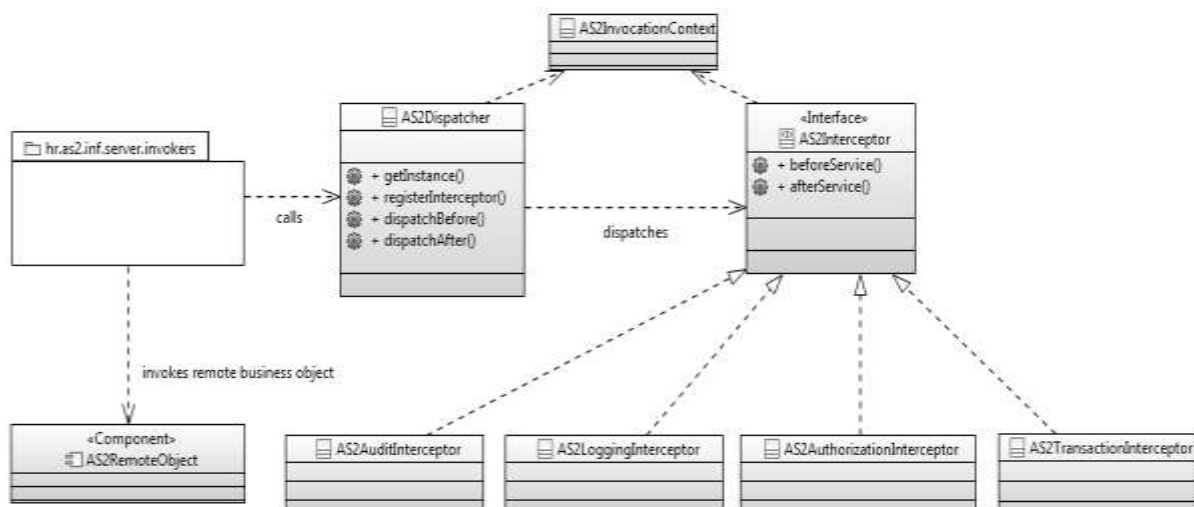 AS2InvocationContext
AS2Dispatcher
+ getInstance()
+ registerInterceptor()
+ dispatchBefore()
+ dispatchAfter()
«Interface»
AS2Interceptor
+ beforeService()
+ afterService()
hr.as2.inf.server.invokers
calls
dispatches
invokes remote business object
«Component»
AS2RemoteObject
AS2AuditInterceptor
AS2LoggingInterceptor
AS2AuthorizationInterceptor
AS2TransactionInterceptor